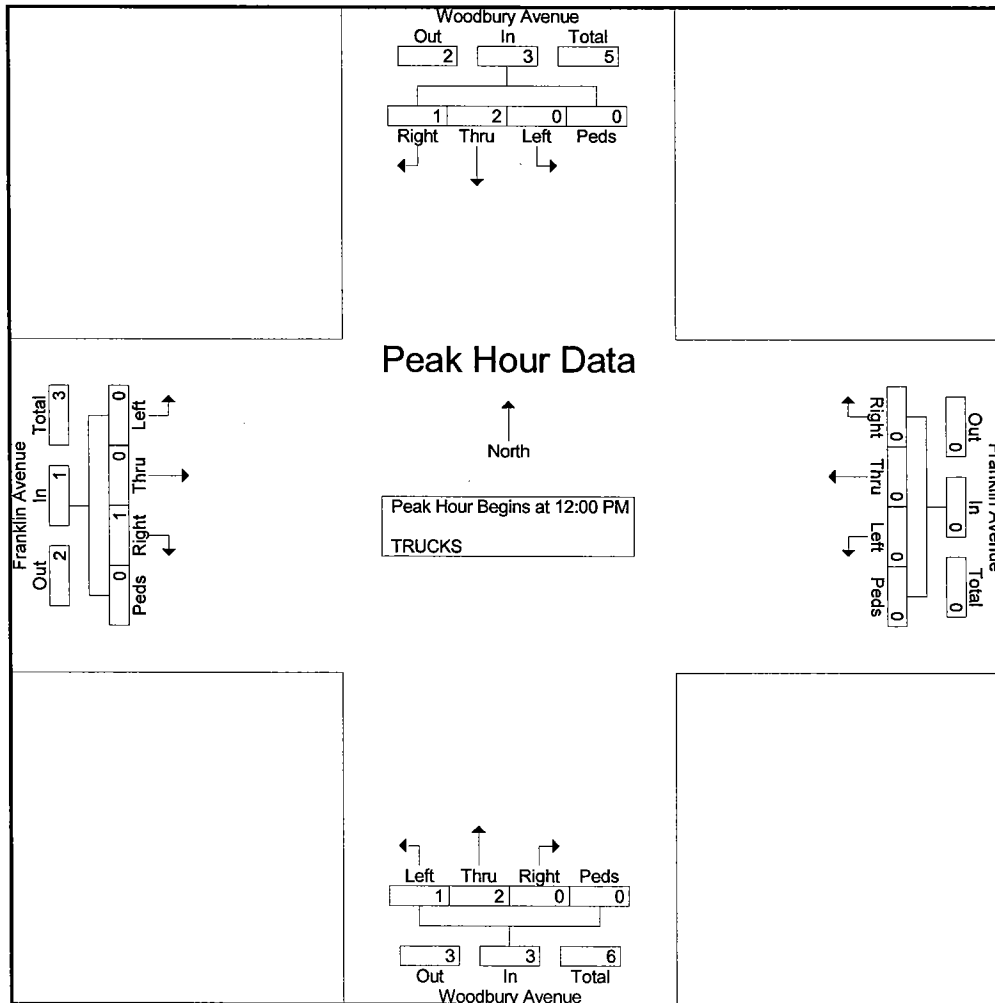 Woodbury Avenue
Out In Total
2 3 5
1 2 0 0
Right Thru Left Peds
Peak Hour Data
North
Peak Hour Begins at 12:00 PM
TRUCKS
Franklin Avenue
Out In Total
2 1 3
0 0 1 0
Left Thru Right Peds
Franklin Avenue
Out In Total
0 0 0
0 0 0 0
Right Thru Left Peds
Left Thru Right Peds
1 2 0 0
3 3 6
Out In Total
Woodbury Avenue